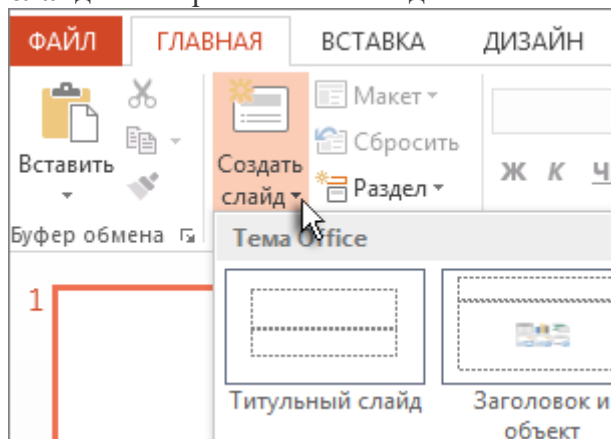 ФАЙЛ ГЛАВНАЯ ВСТАВКА ДИЗАЙН
Вставить
Создать
слайд
Макет
Сбросить
Раздел
Ж К Ч
Буфер обмена
Тема Office
1
Титульный слайд
Заголовок и
объект